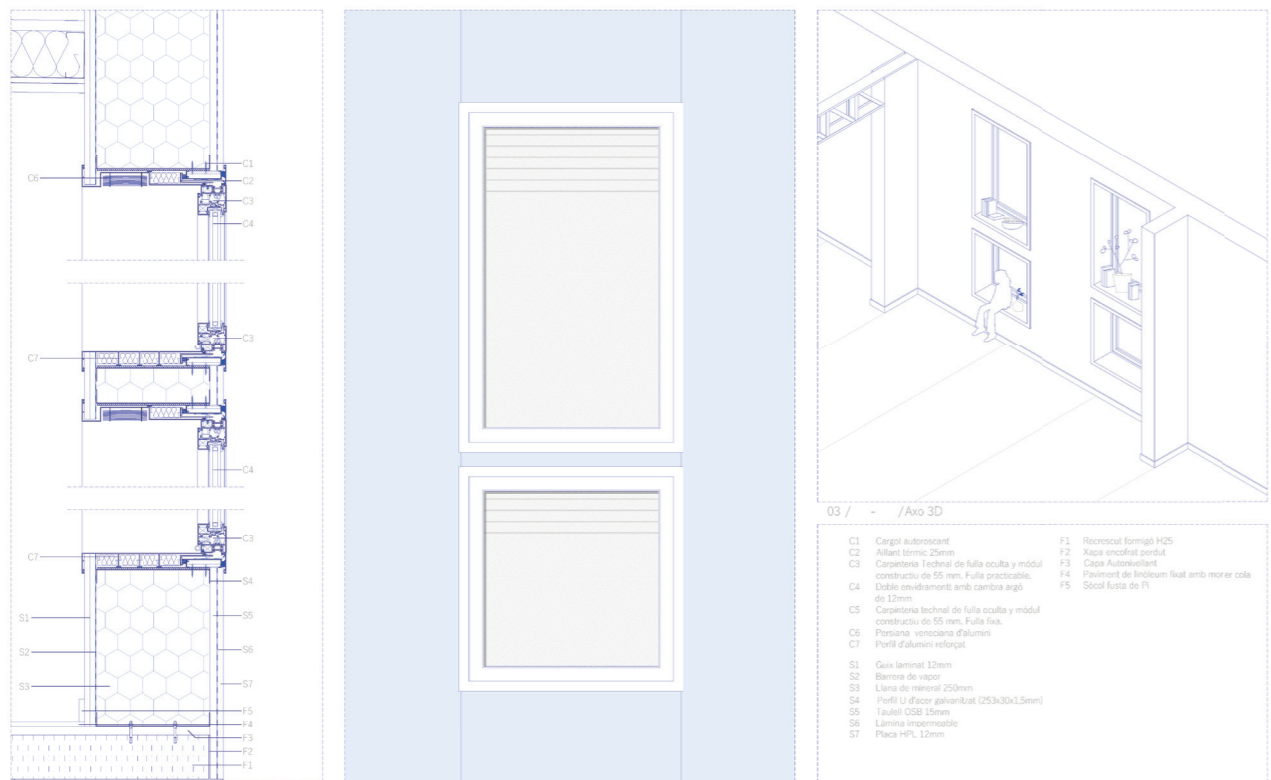 C1
C6
C2
C3
C4
C3
C7
C4
C3
C7
S4
S5
S1
S6
S2
S7
S3
F5
F4
F3
F2
F1
03 / - /Axo 3D
C1 Cargol autoroscant
C2 Aïllant tèrmic 25mm
C3 Carpinteria Technal de fulla oculta y mòdul
constructiu de 55 mm. Fulla practicable.
C4 Doble envidrament amb cambra argó
de 12mm
C5 Carpinteria technal de fulla oculta y mòdul
constructiu de 55 mm. Fulla fixa.
C6 Persiana veneciana d'alumini
C7 Perfil d'alumini reforçat
S1 Guix laminat 12mm
S2 Barrera de vapor
S3 Llana de mineral 250mm
S4 Perfil U d'acer galvanitzat (253x30x1,5mm)
S5 Taulell OSB 15mm
S6 Lamina impermeable
S7 Placa HPL 12mm
F1 Recrescut formigó H25
F2 Xapa encofrat perdut
F3 Capa Autonivellant
F4 Paviment de linòleum fixat amb morter cola
F5 Sòcol fusta de Pi